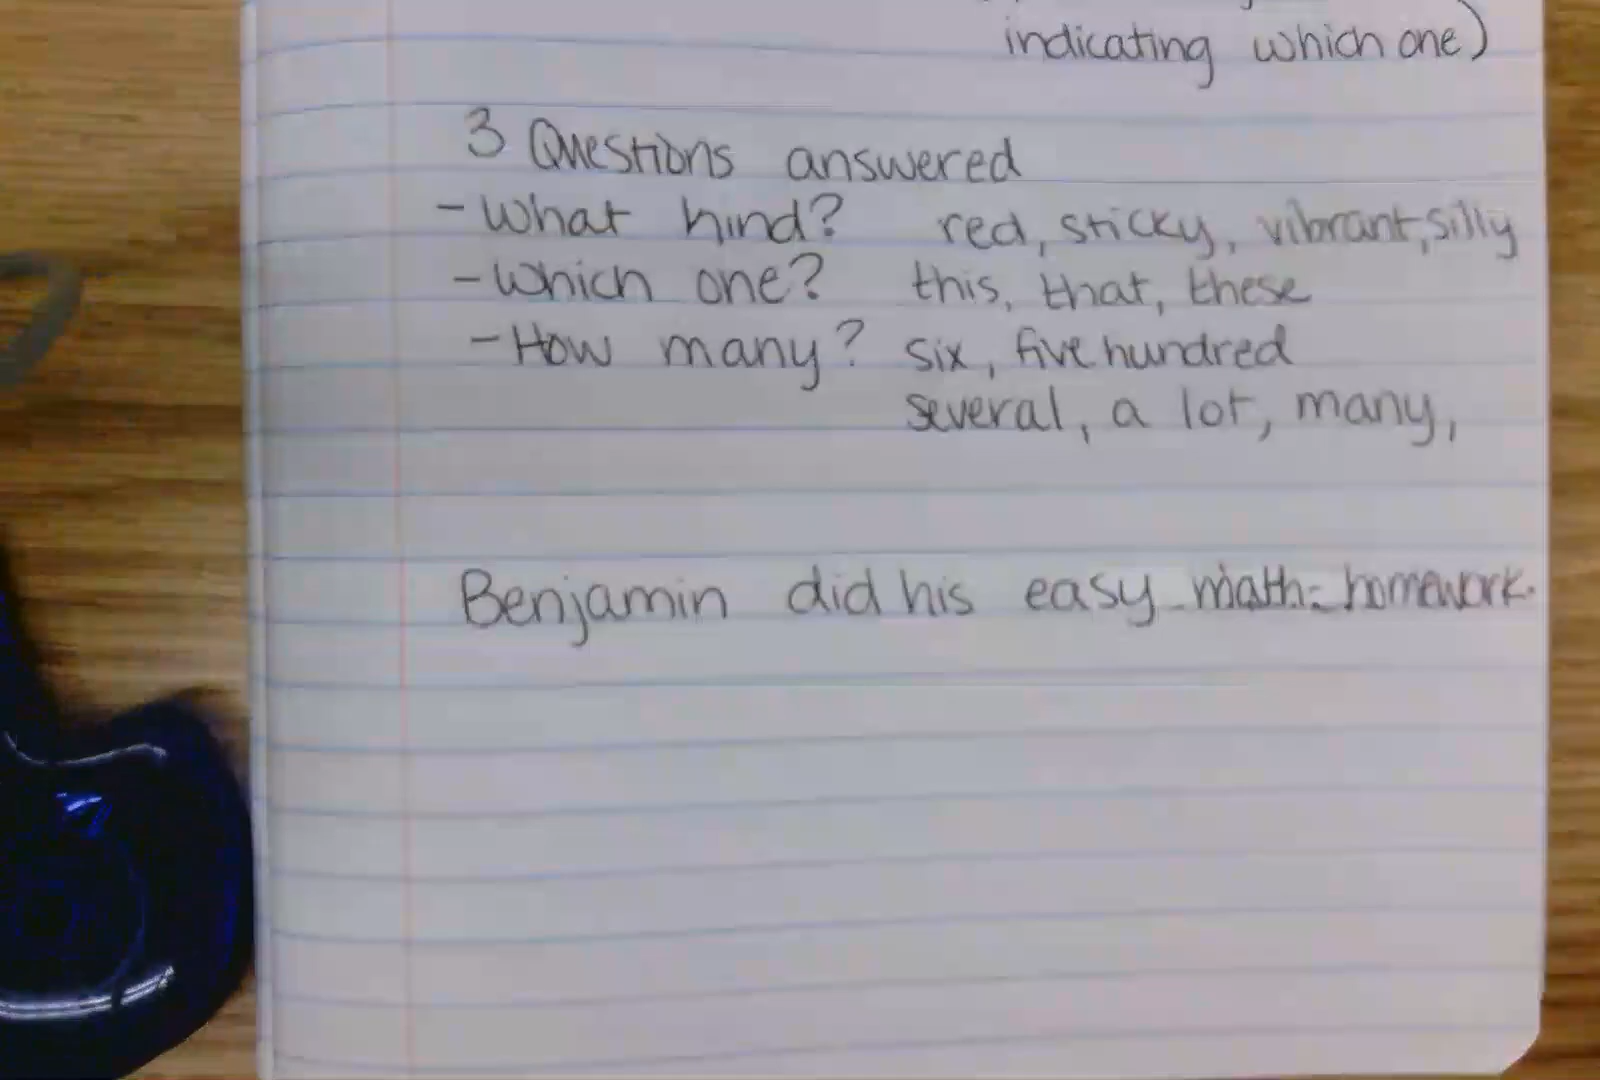 indicating which one)
3 Questions answered
- What kind? red, sticky, vibrant, silly
- Which one? this, that, these
- How many? six, five hundred
several, a lot, many,
Benjamin did his easy math homework.